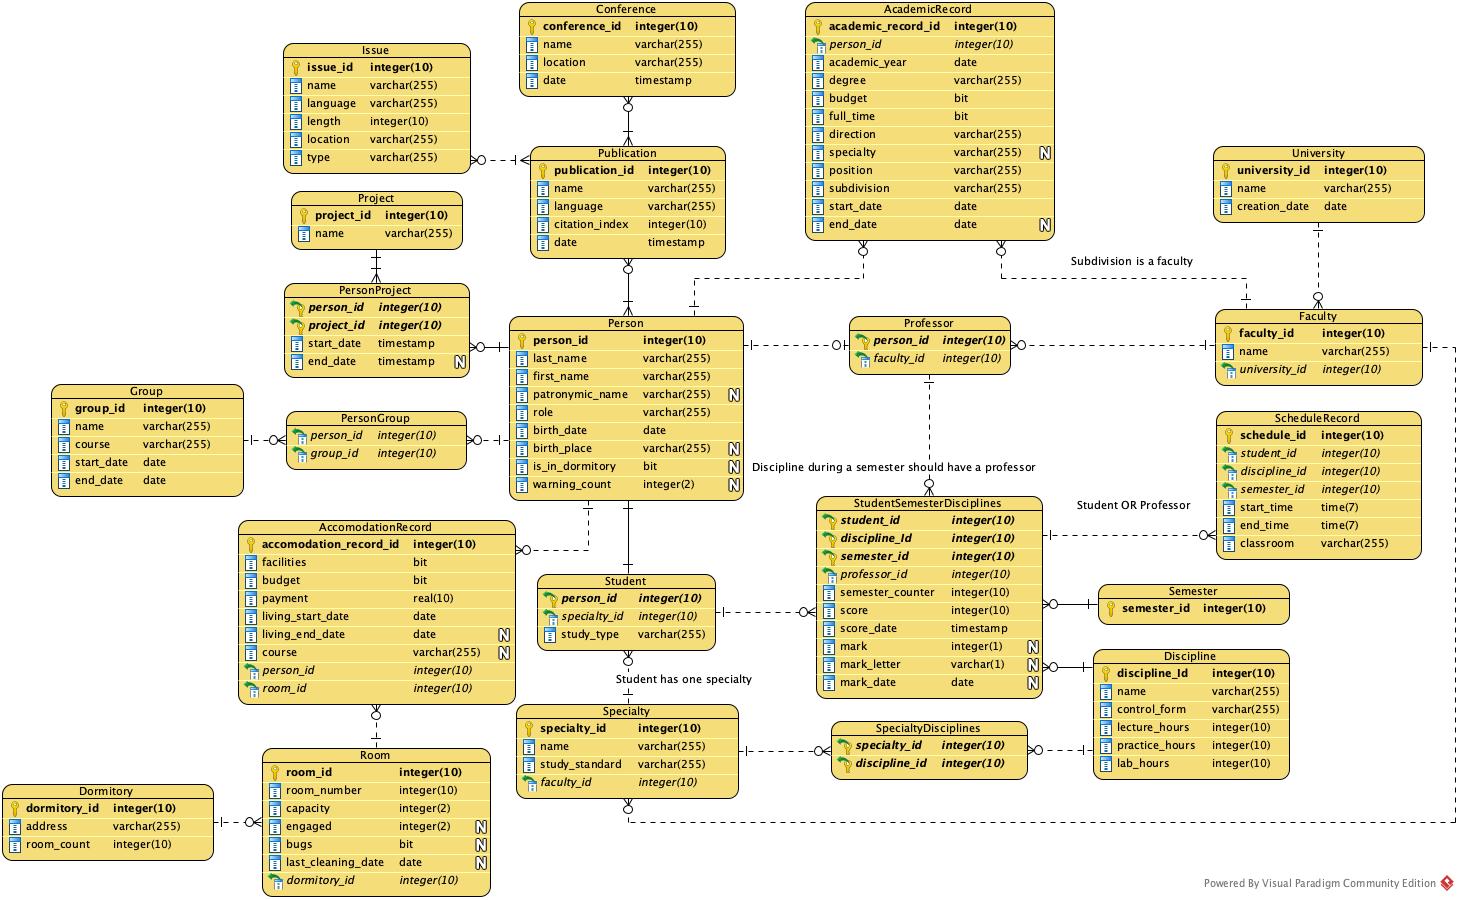 Conference
conference_id integer(10)
name varchar(255)
location varchar(255)
date timestamp
AcademicRecord
academic_record_id integer(10)
person_id integer(10)
academic_year date
degree varchar(255)
budget bit
full_time bit
direction varchar(255)
specialty varchar(255) N
position varchar(255)
subdivision varchar(255)
start_date date
end_date date N
Issue
issue_id integer(10)
name varchar(255)
language varchar(255)
length integer(10)
location varchar(255)
type varchar(255)
Publication
publication_id integer(10)
name varchar(255)
language varchar(255)
citation_index integer(10)
date timestamp
University
university_id integer(10)
name varchar(255)
creation_date date
Project
project_id integer(10)
name varchar(255)
Subdivision is a faculty
PersonProject
person_id integer(10)
project_id integer(10)
start_date timestamp
end_date timestamp N
Person
person_id integer(10)
last_name varchar(255)
first_name varchar(255)
patronymic_name varchar(255) N
role varchar(255)
birth_date date
birth_place varchar(255) N
is_in_dormitory bit N
warning_count integer(2) N
Professor
person_id integer(10)
faculty_id integer(10)
Faculty
faculty_id integer(10)
name varchar(255)
university_id integer(10)
Group
group_id integer(10)
name varchar(255)
course varchar(255)
start_date date
end_date date
PersonGroup
person_id integer(10)
group_id integer(10)
ScheduleRecord
schedule_id integer(10)
student_id integer(10)
discipline_id integer(10)
semester_id integer(10)
start_time time(7)
end_time time(7)
classroom varchar(255)
Discipline during a semester should have a professor
Student OR Professor
StudentSemesterDisciplines
student_id integer(10)
discipline_Id integer(10)
semester_id integer(10)
professor_id integer(10)
semester_counter integer(10)
score integer(10)
score_date timestamp
mark integer(1) N
mark_letter varchar(1) N
mark_date date N
AccomodationRecord
accomodation_record_id integer(10)
facilities bit
budget bit
payment real(10)
living_start_date date
living_end_date date N
course varchar(255) N
person_id integer(10)
room_id integer(10)
Student
person_id integer(10)
specialty_id integer(10)
study_type varchar(255)
Semester
semester_id integer(10)
Student has one specialty
Discipline
discipline_Id integer(10)
name varchar(255)
control_form varchar(255)
lecture_hours integer(10)
practice_hours integer(10)
lab_hours integer(10)
Specialty
specialty_id integer(10)
name varchar(255)
study_standard varchar(255)
faculty_id integer(10)
SpecialtyDisciplines
specialty_id integer(10)
discipline_id integer(10)
Room
room_id integer(10)
room_number integer(10)
capacity integer(2)
engaged integer(2) N
bugs bit N
last_cleaning_date date N
dormitory_id integer(10)
Dormitory
dormitory_id integer(10)
address varchar(255)
room_count integer(10)
Powered By Visual Paradigm Community Edition